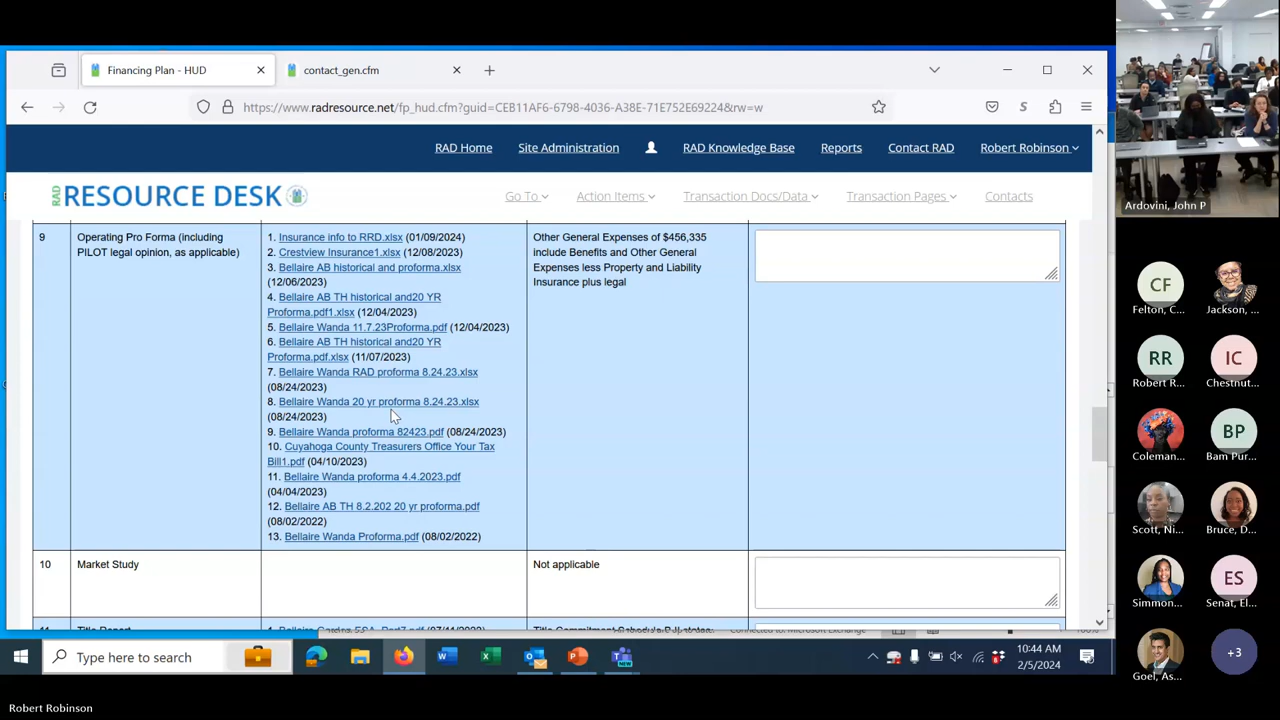 Financing Plan - HUD
contact_gen.cfm
https://www.radresource.net/fp_hud.cfm?guid=CEB11AF6-6798-4036-A38E-71E752E69224&rw=w
RAD Home
Site Administration
RAD Knowledge Base
Reports
Contact RAD
Robert Robinson
RAD RESOURCE DESK
Go To
Action Items
Transaction Docs/Data
Transaction Pages
Contacts
9
Operating Pro Forma (including
PILOT legal opinion, as applicable)
1. Insurance info to RRD.xlsx (01/09/2024)
2. Crestview Insurance1.xlsx (12/08/2023)
3. Bellaire AB historical and proforma.xlsx
(12/06/2023)
4. Bellaire AB TH historical and20 YR
Proforma.pdf1.xlsx (12/04/2023)
5. Bellaire Wanda 11.7.23Proforma.pdf (12/04/2023)
6. Bellaire AB TH historical and20 YR
Proforma.pdf.xlsx (11/07/2023)
7. Bellaire Wanda RAD proforma 8.24.23.xlsx
(08/24/2023)
8. Bellaire Wanda 20 yr proforma 8.24.23.xlsx
(08/24/2023)
9. Bellaire Wanda proforma 82423.pdf (08/24/2023)
10. Cuyahoga County Treasurers Office Your Tax
Bill1.pdf (04/10/2023)
11. Bellaire Wanda proforma 4.4.2023.pdf
(04/04/2023)
12. Bellaire AB TH 8.2.202 20 yr proforma.pdf
(08/02/2022)
13. Bellaire Wanda Proforma.pdf (08/02/2022)
Other General Expenses of $456,335
include Benefits and Other General
Expenses less Property and Liability
Insurance plus legal
10
Market Study
Not applicable
11
Title Report
Type here to search
10:44 AM
2/5/2024
Robert Robinson
Ardovini, John P
CF
Felton, C...
Jackson, ...
RR
Robert R...
IC
Chestnut...
Coleman...
BP
Bam Pur...
Scott, Ni...
Bruce, D...
Simmon...
ES
Senat, El...
Goel, As...
+3